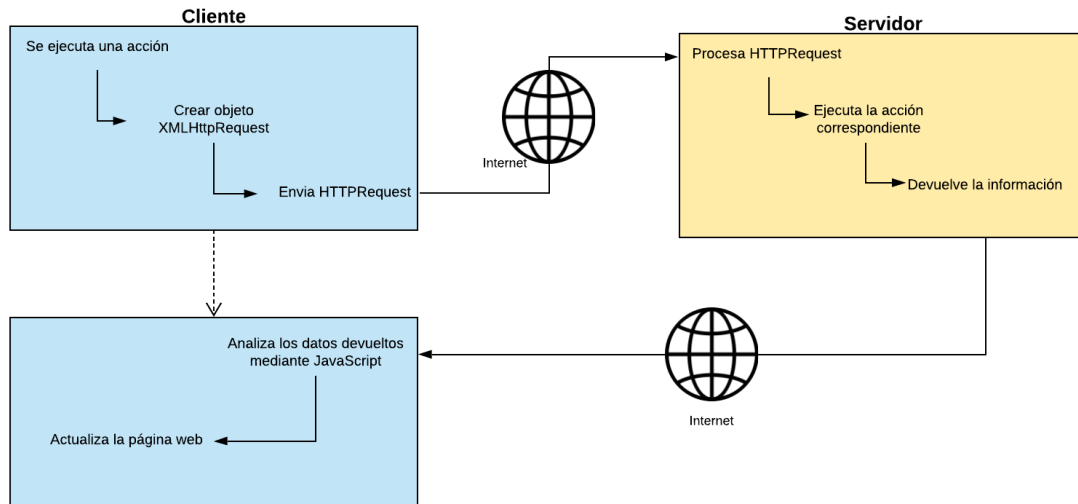 Cliente
Se ejecuta una acción
Crear objeto
XMLHttpRequest
Envia HTTPRequest
Internet
Servidor
Procesa HTTPRequest
Ejecuta la acción
correspondiente
Devuelve la información
Analiza los datos devueltos
mediante JavaScript
Actualiza la página web
Internet